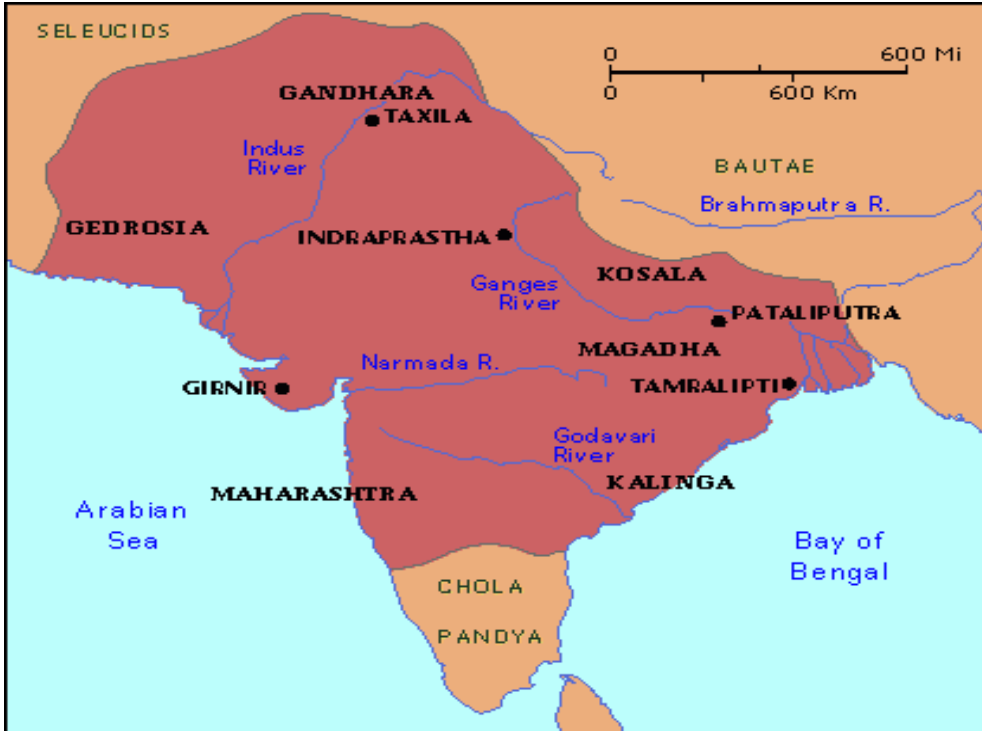 SELEUCIDS
0 600 Mi
0 600 Km
GANDHARA
TAXILA
Indus
River
BAUTAE
Brahmaputra R.
GEDROSIA
INDRAPRASTHA
KOSALA
Ganges
River
PATALIPUTRA
MAGADHA
Narmada R.
GIRNIR
TAMRALIPTI
Godavari
River
KALINGA
MAHARASHTRA
Arabian
Sea
Bay of
Bengal
CHOLA
PANDYA